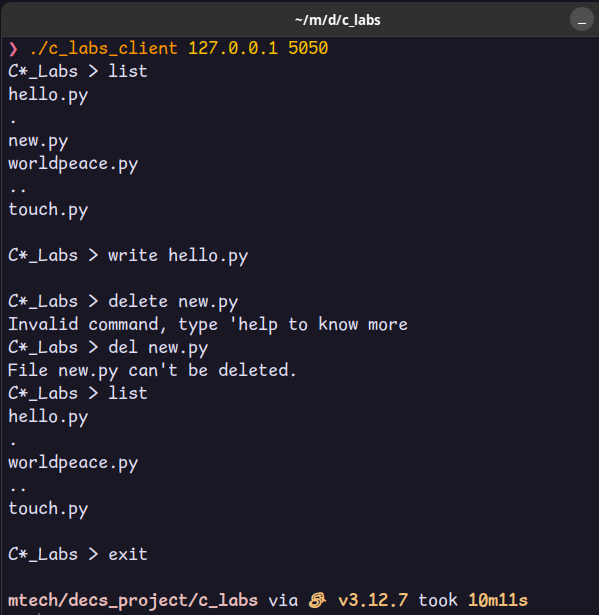 ~/m/d/c_labs
❯ ./c_labs_client 127.0.0.1 5050
C*_Labs > list
hello.py
.
new.py
worldpeace.py
..
touch.py
C*_Labs > write hello.py
C*_Labs > delete new.py
Invalid command, type 'help to know more
C*_Labs > del new.py
File new.py can't be deleted.
C*_Labs > list
hello.py
.
worldpeace.py
..
touch.py
C*_Labs > exit
mtech/decs_project/c_labs via v3.12.7 took 10m11s